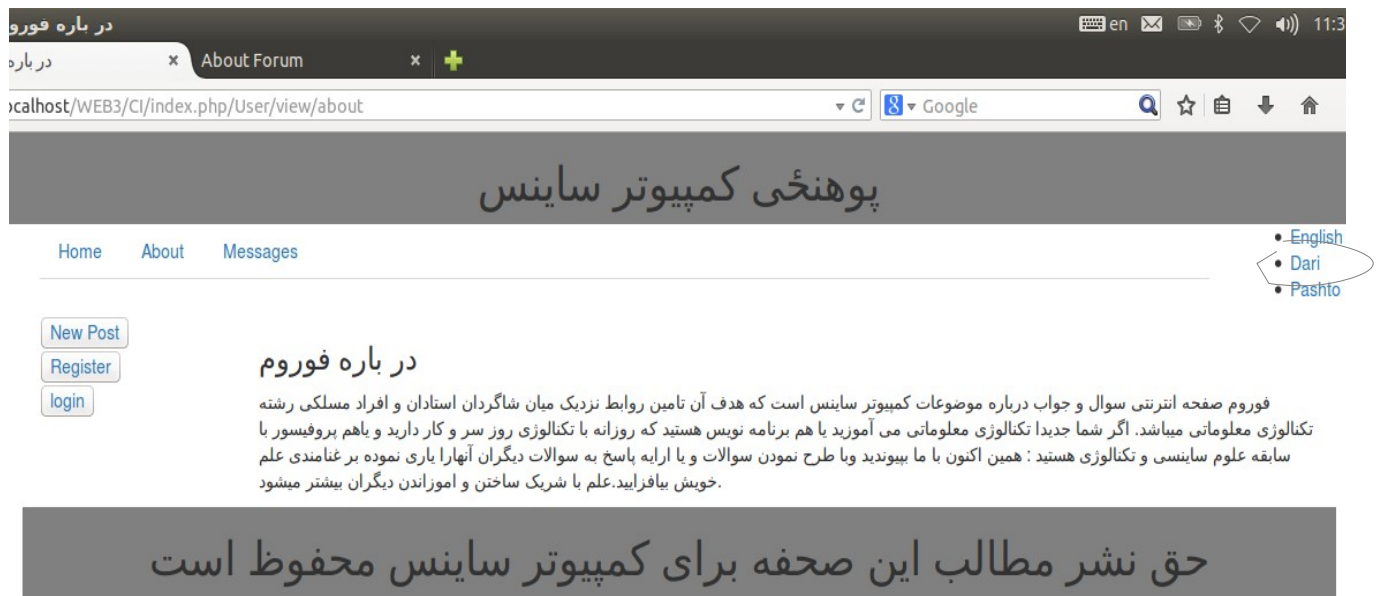 در باره فورو
en 11:3
در باره × About Forum ×
ocalhost/WEB3/CI/index.php/User/view/about Google
پوهنځی کمپیوتر ساینس
Home About Messages
English
Dari
Pashto
New Post
Register
login
در باره فوروم
فوروم صفحه انترنتی سوال و جواب درباره موضوعات کمپیوتر ساینس است که هدف آن تامین روابط نزدیک میان شاگردان استادان و افراد مسلکی رشته
تکنالوژی معلوماتی میباشد. اگر شما جدیدا تکنالوژی معلوماتی می آموزید یا هم برنامه نویس هستید که روزانه با تکنالوژی روز سر و کار دارید و یاهم پروفیسور با
سابقه علوم ساینسی و تکنالوژی هستید : همین اکنون با ما بپیوندید وبا طرح نمودن سوالات و یا ارایه پاسخ به سوالات دیگران آنهارا یاری نموده بر غنامندی علم
خویش بیافزایید.علم با شریک ساختن و اموزاندن دیگران بیشتر میشود.
حق نشر مطالب این صحفه برای کمپیوتر ساینس محفوظ است